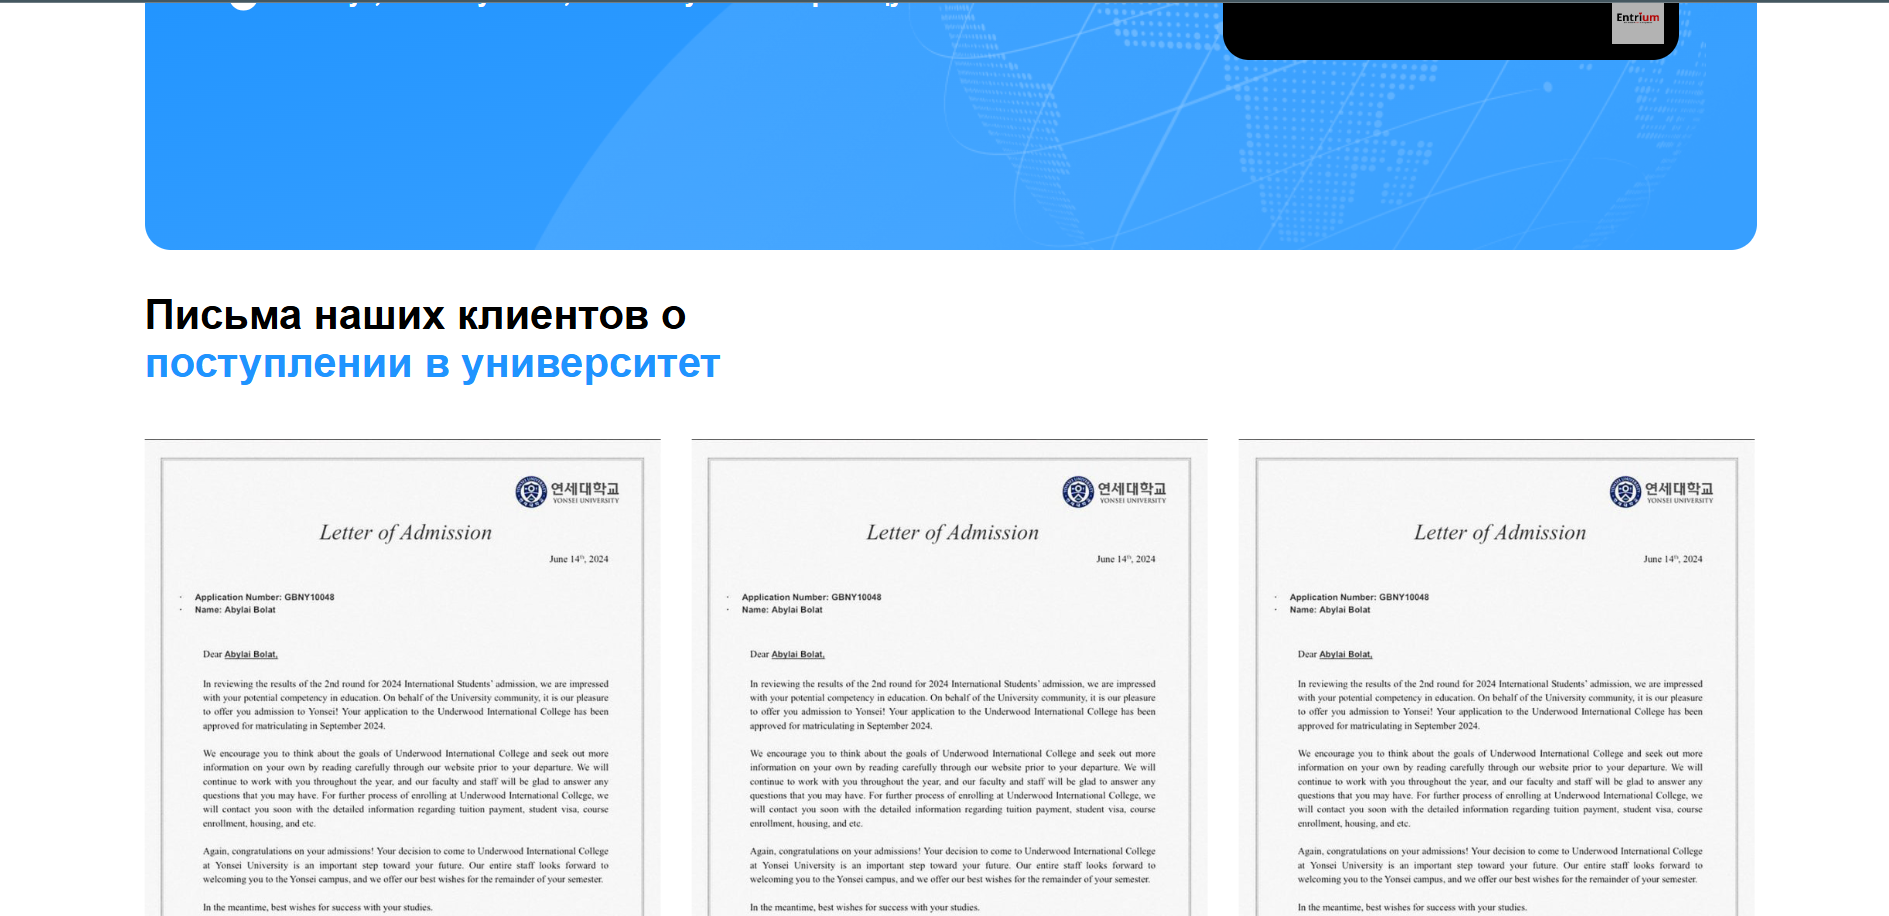 Entrium
Письма наших клиентов о
поступлении в университет
연세대학교
YONSEI UNIVERSITY
Letter of Admission
June 14th, 2024
· Application Number: GBNY10048
· Name: Abylai Bolat
Dear Abylai Bolat,
In reviewing the results of the 2nd round for 2024 International Students' admission, we are impressed
with your potential competency in education. On behalf of the University community, it is our pleasure
to offer you admission to Yonsei! Your application to the Underwood International College has been
approved for matriculating in September 2024.
We encourage you to think about the goals of Underwood International College and seek out more
information on your own by reading carefully through our website prior to your departure. We will
continue to work with you throughout the year, and our faculty and staff will be glad to answer any
questions that you may have. For further process of enrolling at Underwood International College, we
will contact you soon with the detailed information regarding tuition payment, student visa, course
enrollment, housing, and etc.
Again, congratulations on your admissions! Your decision to come to Underwood International College
at Yonsei University is an important step toward your future. Our entire staff looks forward to
welcoming you to the Yonsei campus, and we offer our best wishes for the remainder of your semester.
In the meantime, best wishes for success with your studies.
연세대학교
YONSEI UNIVERSITY
Letter of Admission
June 14th, 2024
· Application Number: GBNY10048
· Name: Abylai Bolat
Dear Abylai Bolat,
In reviewing the results of the 2nd round for 2024 International Students' admission, we are impressed
with your potential competency in education. On behalf of the University community, it is our pleasure
to offer you admission to Yonsei! Your application to the Underwood International College has been
approved for matriculating in September 2024.
We encourage you to think about the goals of Underwood International College and seek out more
information on your own by reading carefully through our website prior to your departure. We will
continue to work with you throughout the year, and our faculty and staff will be glad to answer any
questions that you may have. For further process of enrolling at Underwood International College, we
will contact you soon with the detailed information regarding tuition payment, student visa, course
enrollment, housing, and etc.
Again, congratulations on your admissions! Your decision to come to Underwood International College
at Yonsei University is an important step toward your future. Our entire staff looks forward to
welcoming you to the Yonsei campus, and we offer our best wishes for the remainder of your semester.
In the meantime, best wishes for success with your studies.
연세대학교
YONSEI UNIVERSITY
Letter of Admission
June 14th, 2024
· Application Number: GBNY10048
· Name: Abylai Bolat
Dear Abylai Bolat,
In reviewing the results of the 2nd round for 2024 International Students' admission, we are impressed
with your potential competency in education. On behalf of the University community, it is our pleasure
to offer you admission to Yonsei! Your application to the Underwood International College has been
approved for matriculating in September 2024.
We encourage you to think about the goals of Underwood International College and seek out more
information on your own by reading carefully through our website prior to your departure. We will
continue to work with you throughout the year, and our faculty and staff will be glad to answer any
questions that you may have. For further process of enrolling at Underwood International College, we
will contact you soon with the detailed information regarding tuition payment, student visa, course
enrollment, housing, and etc.
Again, congratulations on your admissions! Your decision to come to Underwood International College
at Yonsei University is an important step toward your future. Our entire staff looks forward to
welcoming you to the Yonsei campus, and we offer our best wishes for the remainder of your semester.
In the meantime, best wishes for success with your studies.